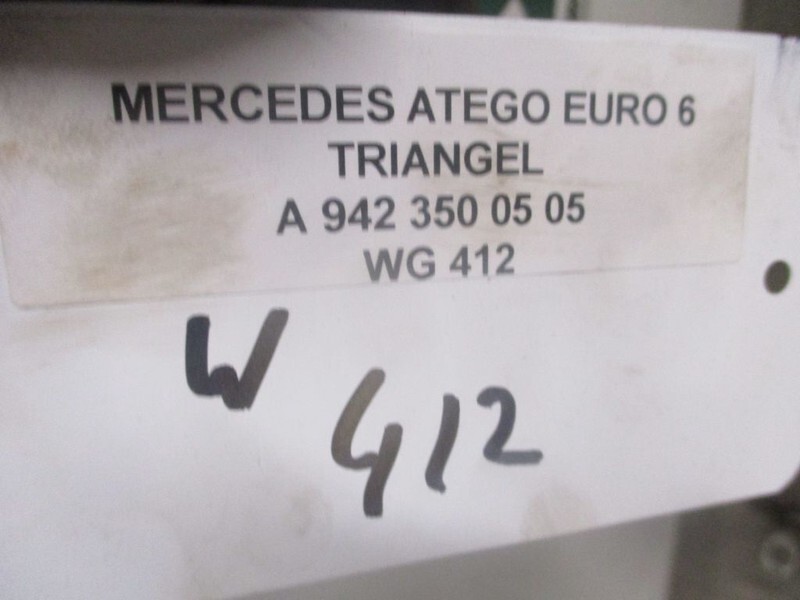 MERCEDES ATEGO EURO 6
TRIANGEL
A 942 350 05 05
WG 412
W
412